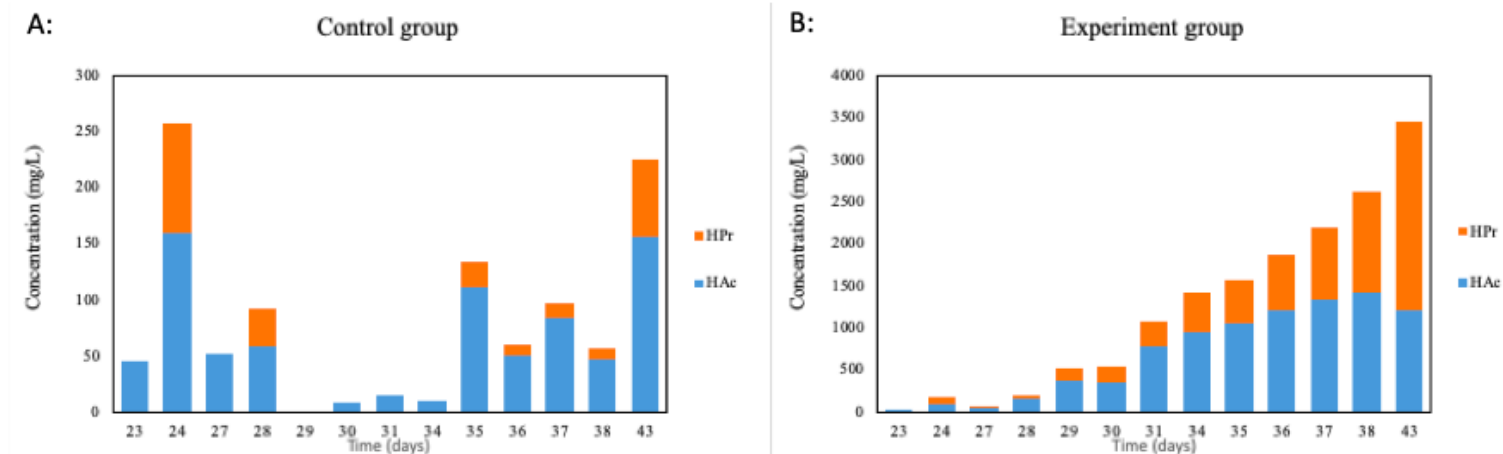 A:
Control group
300
250
200
150
100
50
0
Concentration (mg/L)
23 24 27 28 29 30 31 34 35 36 37 38 43
Time (days)
HPr
HAc
B:
Experiment group
4000
3.500
3000
2500
2000
1500
1000
500
0
Concentration (mg/L)
23 24 27 28 29 30 31 34 35 36 37 38 43
Time (days)
HPr
HAc